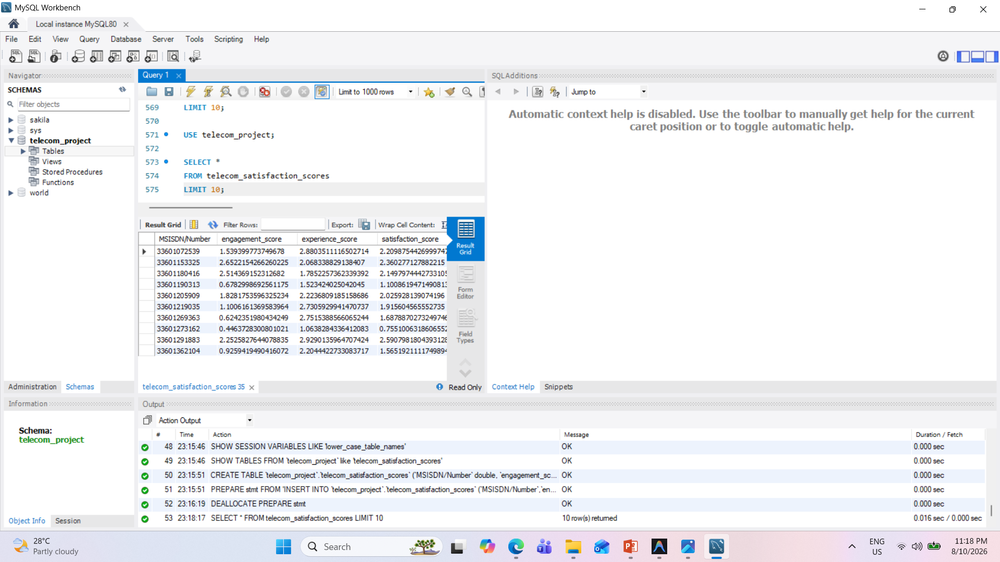 MySQL Workbench
Local instance MySQL80
File Edit View Query Database Server Tools Scripting Help
Navigator
SCHEMAS
Filter objects
sakila
sys
telecom_project
Tables
Views
Stored Procedures
Functions
world
Administration Schemas
Information
Schema:
telecom_project
Object Info Session
Query 1
Limit to 1000 rows
569 LIMIT 10;
570
571 USE telecom_project;
572
573 SELECT *
574 FROM telecom_satisfaction_scores
575 LIMIT 10;
Result Grid Filter Rows: Export: Wrap Cell Content:
MSISDN/Number engagement_score experience_score satisfaction_score
33601072539 1.539399773749678 2.8803511116502714 2.209875442699974
33601153325 2.6522154266260225 2.068338829138407 2.360277127882215
33601180416 2.514369152312682 1.7852257362339392 2.1497974442733105
33601190313 0.6782998692561175 1.523424025042045 1.1008619471490813
33601205909 1.8281753596325234 2.2236809185158686 2.025928139074196
33601219035 1.1006161369583964 2.7305929941470737 1.915604565552735
33601269363 0.6242351980434249 2.7515388566065244 1.6878870273249746
33601273162 0.4463728300801021 1.0638284336412083 0.7551006318606552
33601291883 2.2525827644078835 2.9290135964707424 2.5907981804393128
33601362104 0.9259419490416072 2.2044422733083717 1.5651921111749894
Result Grid
Form Editor
Field Types
telecom_satisfaction_scores 35
Read Only
SQLAdditions
Jump to
Automatic context help is disabled. Use the toolbar to manually get help for the current
caret position or to toggle automatic help.
Context Help Snippets
Output
Action Output
# Time Action Message Duration / Fetch
48 23:15:46 SHOW SESSION VARIABLES LIKE 'lower_case_table_names' OK 0.000 sec
49 23:15:46 SHOW TABLES FROM `telecom_project` like 'telecom_satisfaction_scores' OK 0.000 sec
50 23:15:51 CREATE TABLE `telecom_project`.`telecom_satisfaction_scores` (`MSISDN/Number` double, `engagement_sc... OK 0.000 sec
51 23:15:51 PREPARE stmt FROM 'INSERT INTO `telecom_project`.`telecom_satisfaction_scores` (`MSISDN/Number`,`en... OK 0.000 sec
52 23:16:19 DEALLOCATE PREPARE stmt OK 0.000 sec
53 23:18:17 SELECT * FROM telecom_satisfaction_scores LIMIT 10 10 row(s) returned 0.016 sec / 0.000 sec
28°C
Partly cloudy
Search
ENG
US
11:18 PM
8/10/2026